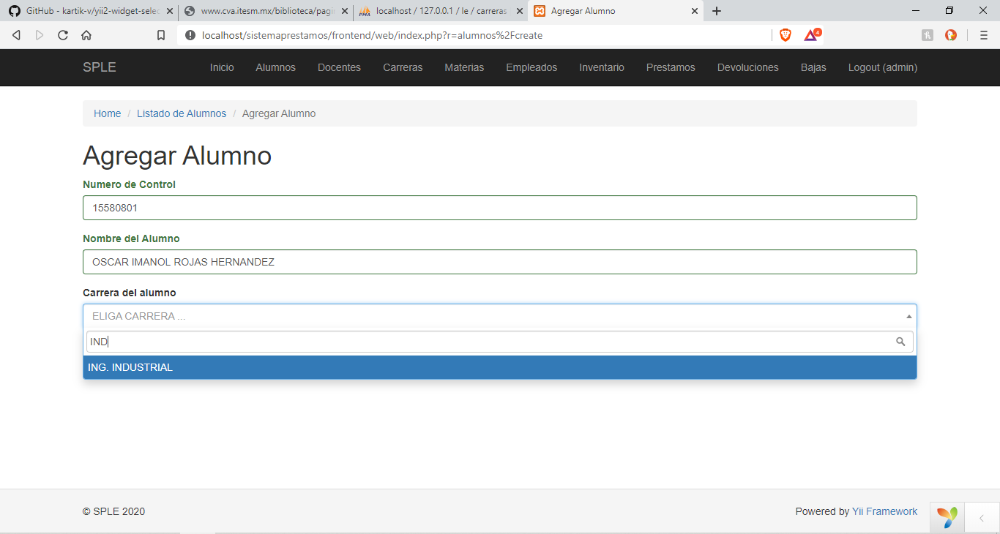 GitHub - kartik-v/yii2-widget-selec
www.cva.itesm.mx/biblioteca/pagi
localhost / 127.0.0.1 / le / carreras
Agregar Alumno
localhost/sistemaprestamos/frontend/web/index.php?r=alumnos%2Fcreate
4
SPLE
Inicio
Alumnos
Docentes
Carreras
Materias
Empleados
Inventario
Prestamos
Devoluciones
Bajas
Logout (admin)
Home / Listado de Alumnos / Agregar Alumno
Agregar Alumno
Numero de Control
15580801
Nombre del Alumno
OSCAR IMANOL ROJAS HERNANDEZ
Carrera del alumno
ELIGA CARRERA ...
IND
ING. INDUSTRIAL
© SPLE 2020
Powered by Yii Framework